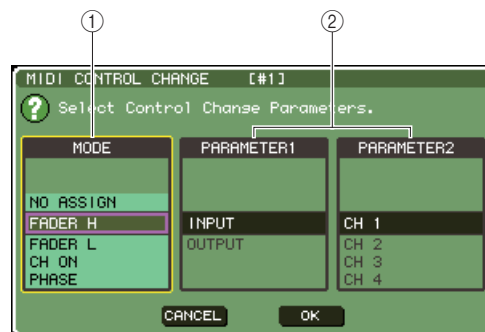 ① ②
MIDI CONTROL CHANGE [#1]
? Select Control Change Parameters.
MODE PARAMETER1 PARAMETER2
NO ASSIGN
FADER H INPUT CH 1
FADER L OUTPUT CH 2
CH ON CH 3
PHASE CH 4
CANCEL OK